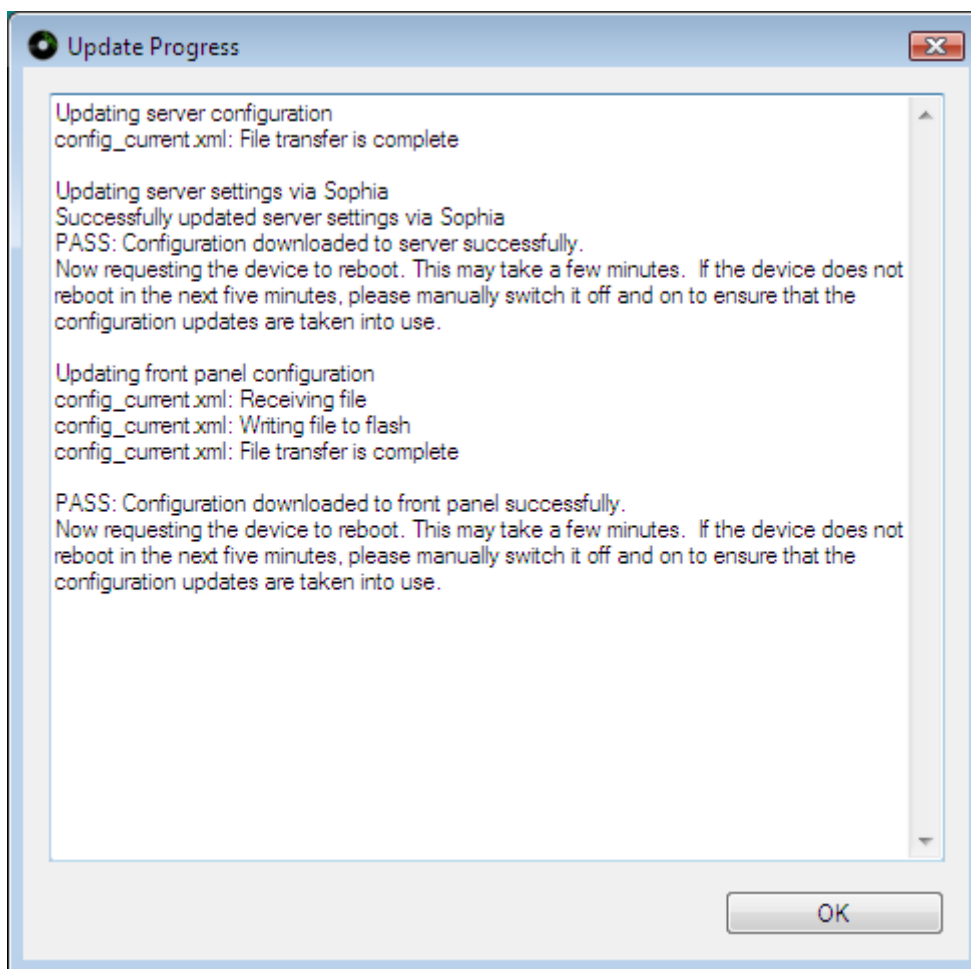 Update Progress
Updating server configuration
config_current.xml: File transfer is complete
Updating server settings via Sophia
Successfully updated server settings via Sophia
PASS: Configuration downloaded to server successfully.
Now requesting the device to reboot. This may take a few minutes.  If the device does not
reboot in the next five minutes, please manually switch it off and on to ensure that the
configuration updates are taken into use.
Updating front panel configuration
config_current.xml: Receiving file
config_current.xml: Writing file to flash
config_current.xml: File transfer is complete
PASS: Configuration downloaded to front panel successfully.
Now requesting the device to reboot. This may take a few minutes.  If the device does not
reboot in the next five minutes, please manually switch it off and on to ensure that the
configuration updates are taken into use.
OK